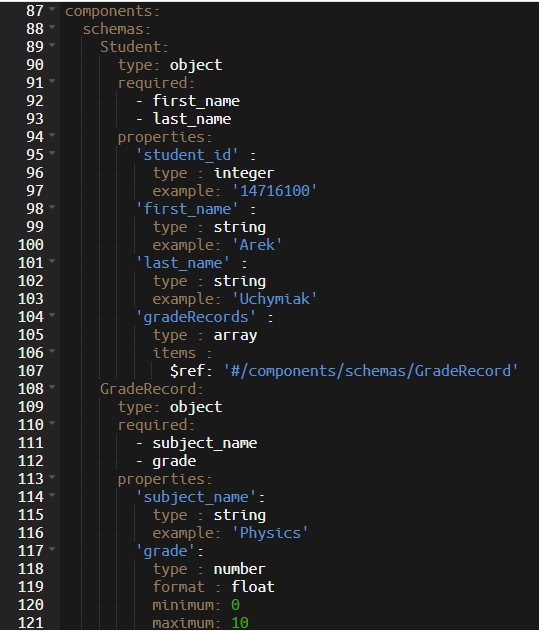 87 components:
88   schemas:
89     Student:
90       type: object
91       required:
92         - first_name
93         - last_name
94       properties:
95         'student_id' :
96           type : integer
97           example: '14716100'
98         'first_name' :
99           type : string
100           example: 'Arek'
101         'last_name' :
102           type : string
103           example: 'Uchymiak'
104         'gradeRecords' :
105           type : array
106           items :
107             $ref: '#/components/schemas/GradeRecord'
108     GradeRecord:
109       type: object
110       required:
111         - subject_name
112         - grade
113       properties:
114         'subject_name':
115           type : string
116           example: 'Physics'
117         'grade':
118           type : number
119           format : float
120           minimum: 0
121           maximum: 10